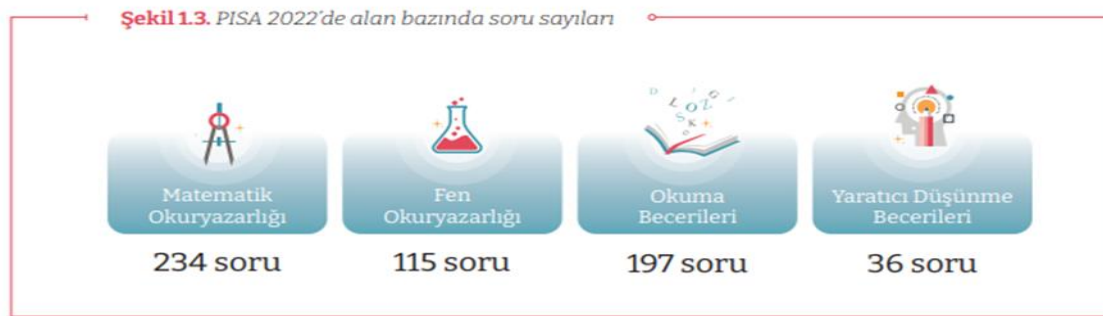 Şekil 1.3. PISA 2022'de alan bazında soru sayıları
Matematik
Okuryazarlığı
234 soru
Fen
Okuryazarlığı
115 soru
Okuma
Becerileri
197 soru
Yaratıcı Düşünme
Becerileri
36 soru